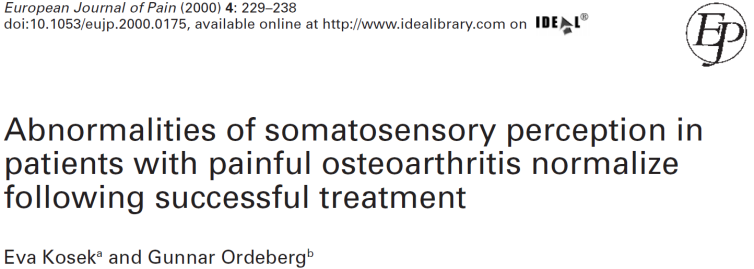 European Journal of Pain (2000) 4: 229–238
doi:10.1053/eujp.2000.0175, available online at http://www.idealibrary.com on IDEAL®
EJP
Abnormalities of somatosensory perception in
patients with painful osteoarthritis normalize
following successful treatment
Eva Kosekᵃ and Gunnar Ordebergᵇ